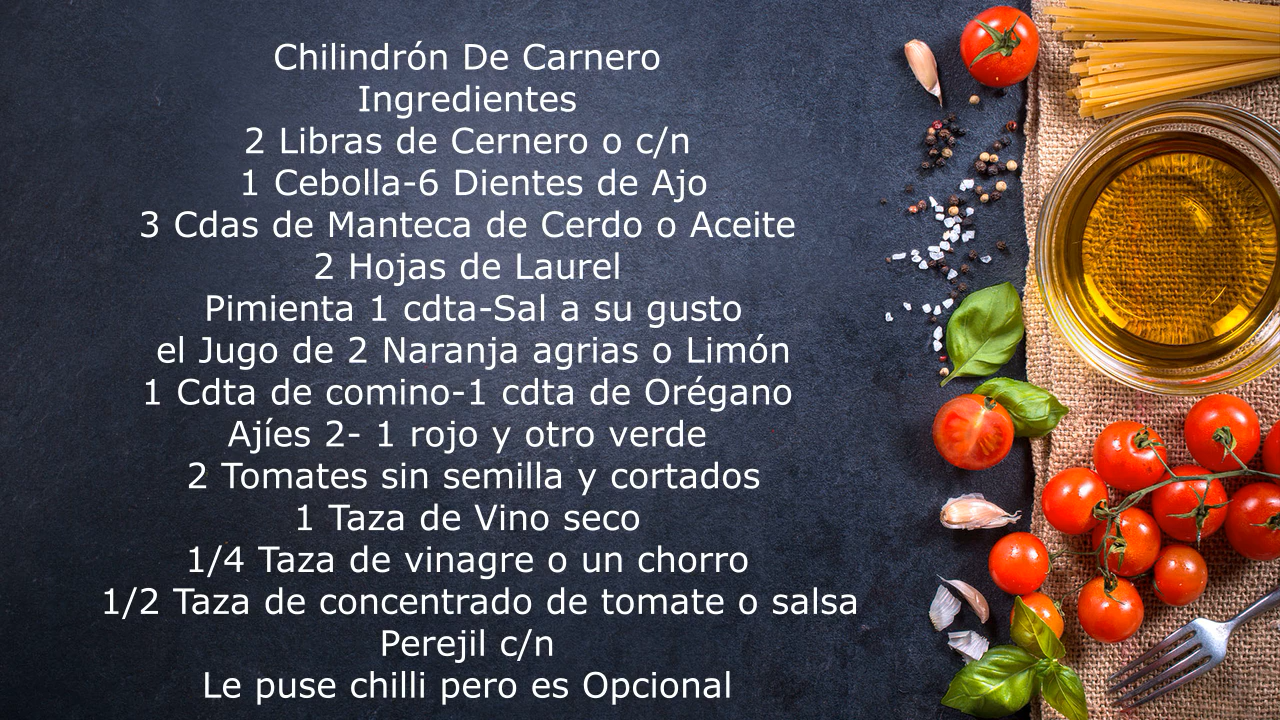 Chilindrón De Carnero
Ingredientes
2 Libras de Cernero o c/n
1 Cebolla-6 Dientes de Ajo
3 Cdas de Manteca de Cerdo o Aceite
2 Hojas de Laurel
Pimienta 1 cdta-Sal a su gusto
el Jugo de 2 Naranja agrias o Limón
1 Cdta de comino-1 cdta de Orégano
Ajíes 2- 1 rojo y otro verde
2 Tomates sin semilla y cortados
1 Taza de Vino seco
1/4 Taza de vinagre o un chorro
1/2 Taza de concentrado de tomate o salsa
Perejil c/n
Le puse chilli pero es Opcional